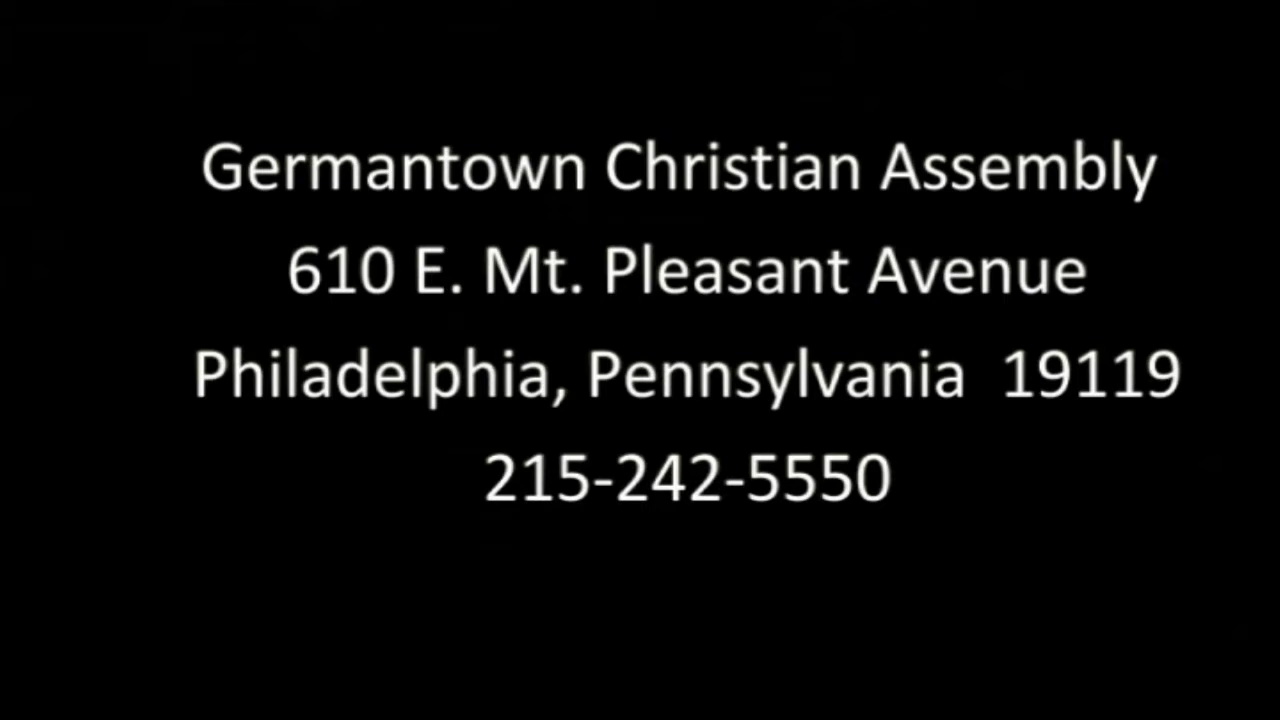 Germantown Christian Assembly
610 E. Mt. Pleasant Avenue
Philadelphia, Pennsylvania  19119
215-242-5550